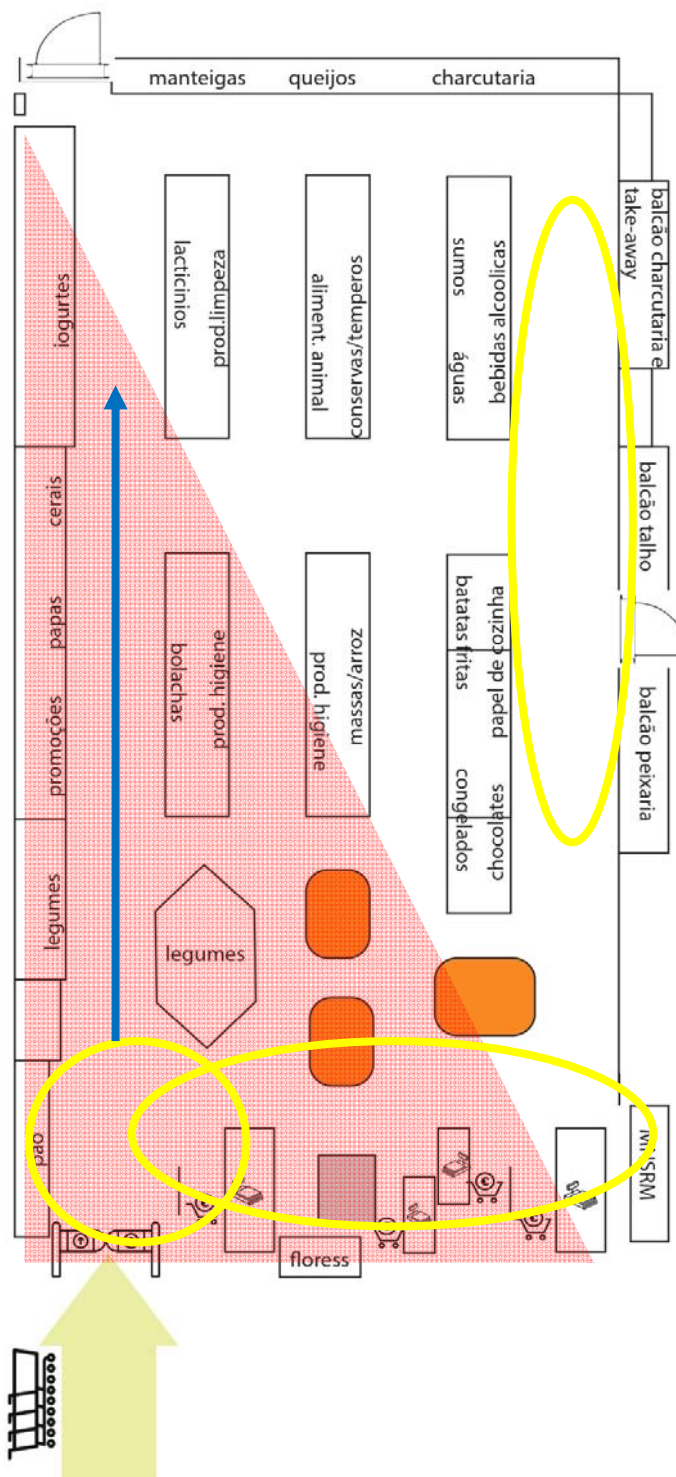 manteigas queijos charcutaria
balcão charcutaria e
take-away
iogurtes
lacticinios
prod.limpeza
aliment. animal
conservas/temperos
sumos águas
bebidas alcoolicas
balcão talho
cerais
papas
promoções
bolachas
prod. higiene
prod. higiene
massas/arroz
batatas fritas
papel de cozinha
congelados
chocolates
balcão peixaria
legumes
legumes
pão
MNSRM
floress